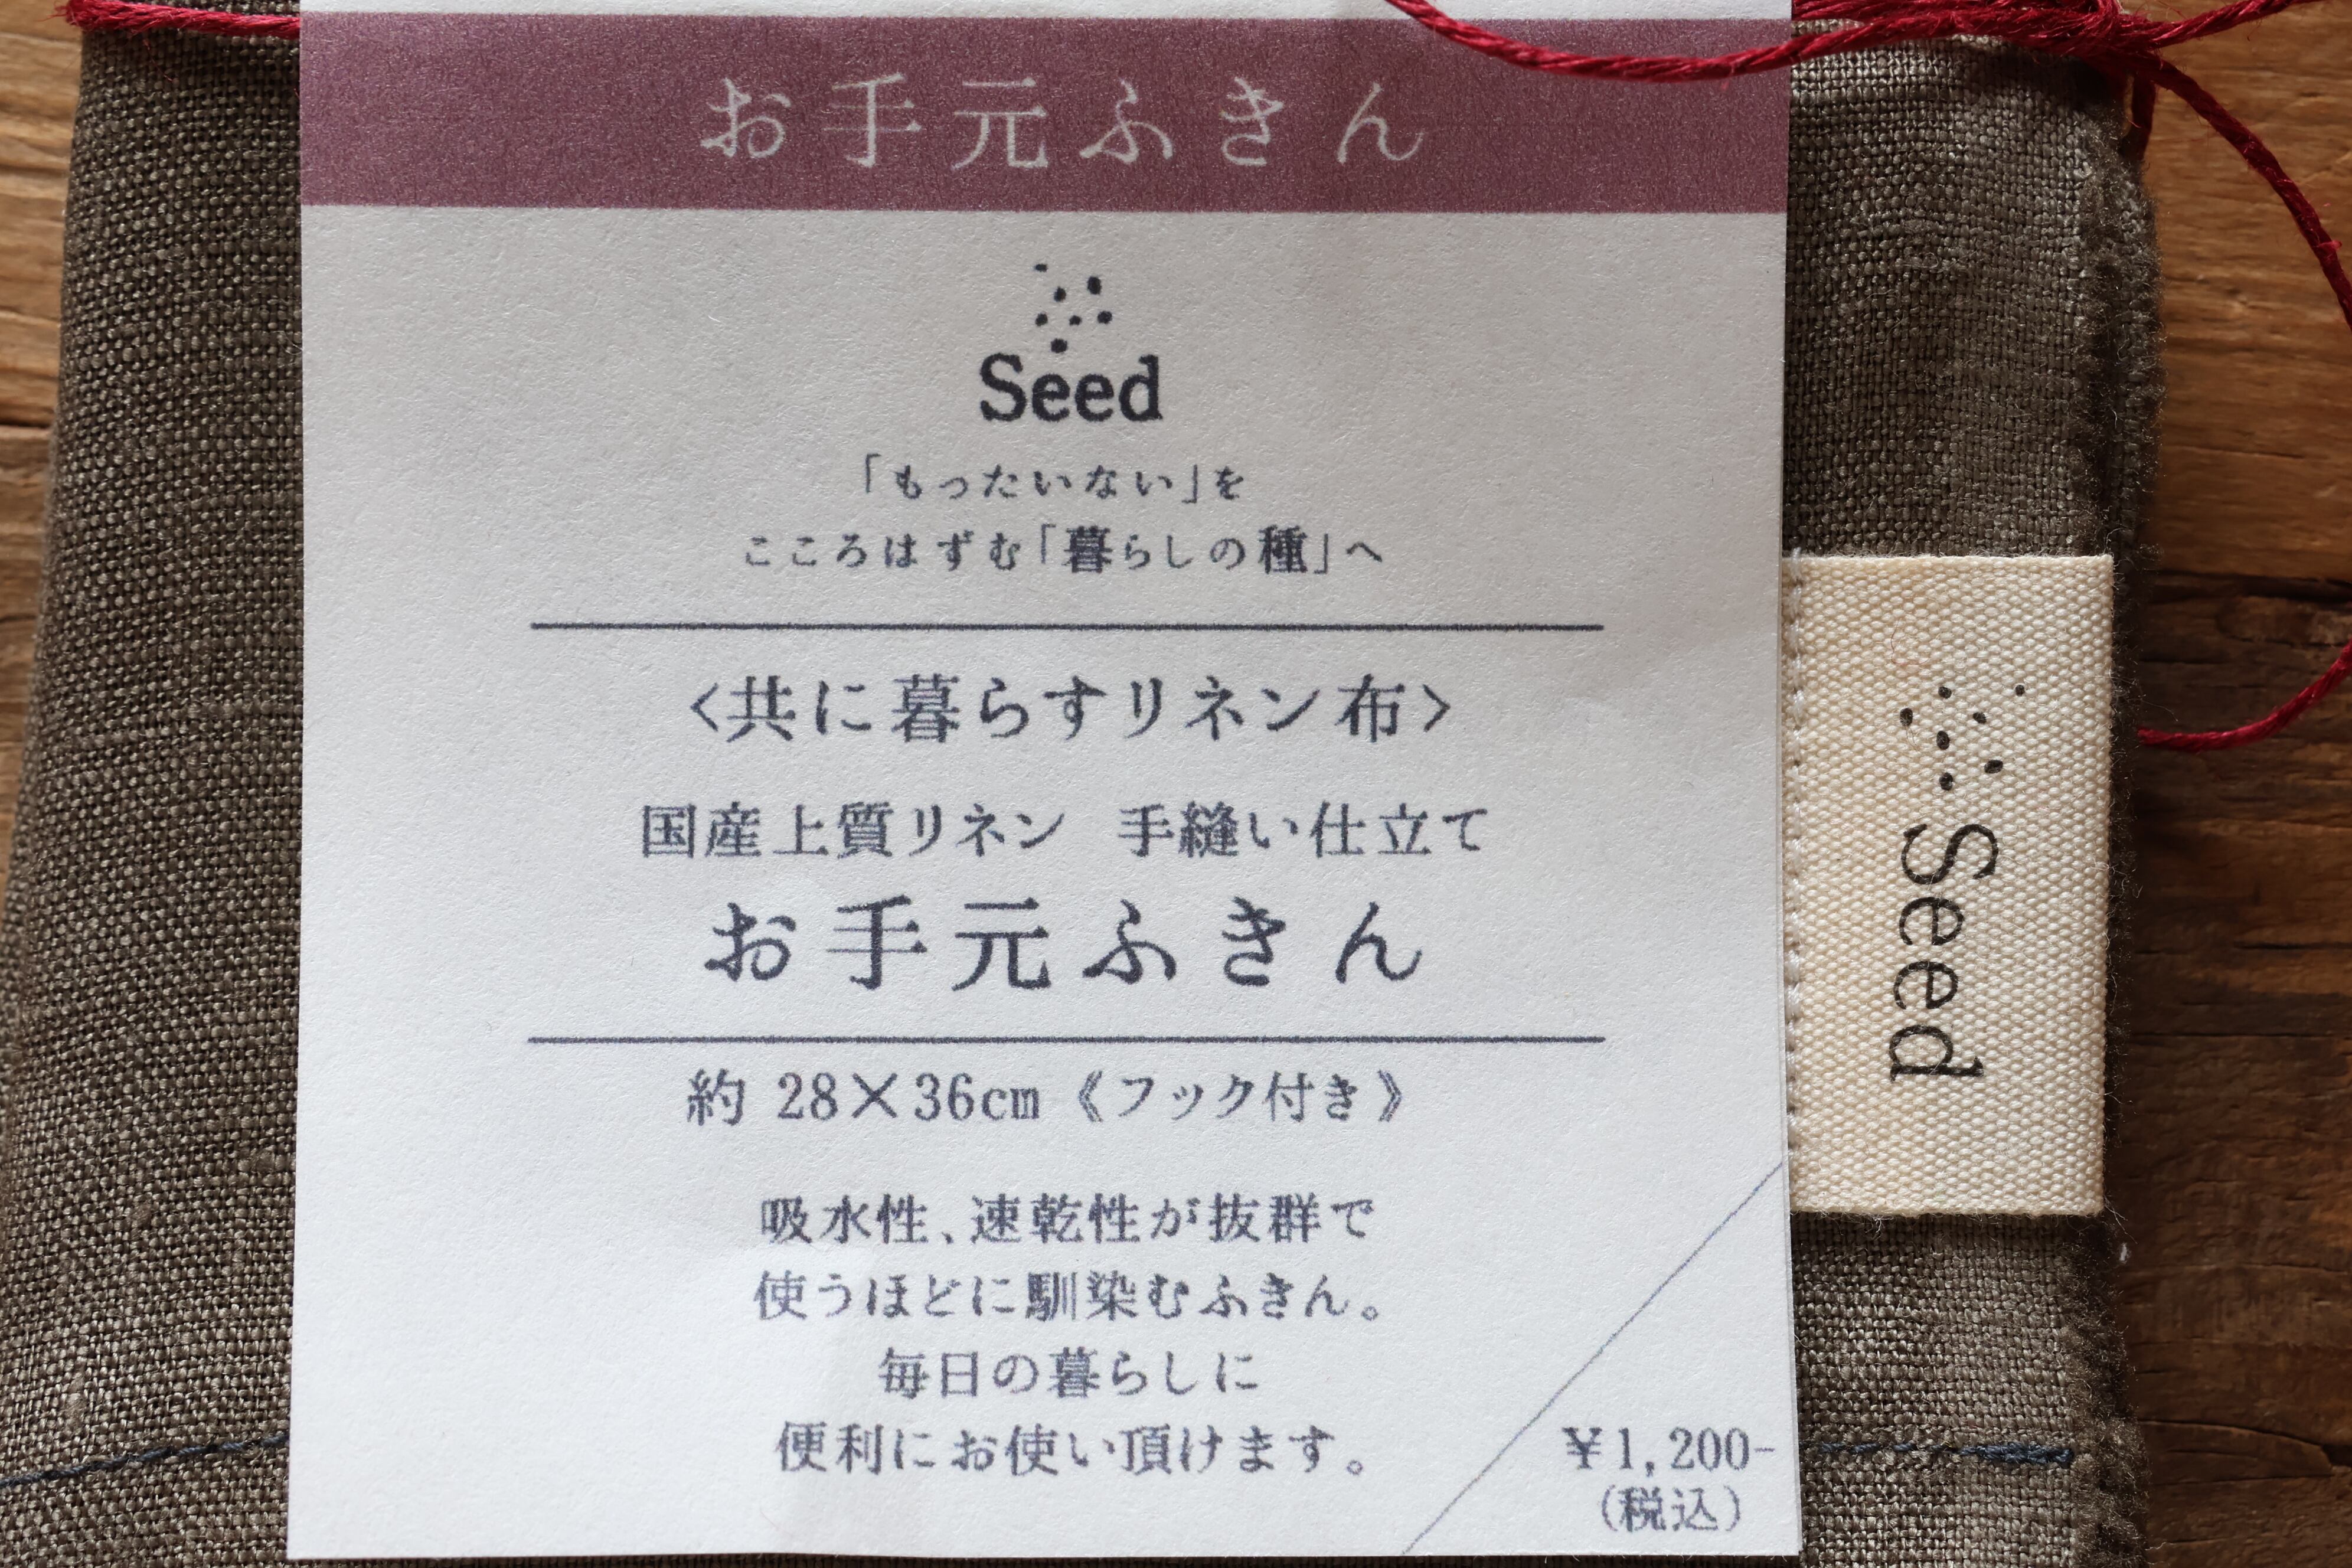 お手元ふきん
Seed
「もったいない」を
こころはずむ「暮らしの種」へ
<共に暮らすリネン布>
国産上質リネン 手縫い仕立て
お手元ふきん
約 28×36cm 《フック付き》
吸水性、速乾性が抜群で
使うほどに馴染むふきん。
毎日の暮らしに
便利にお使い頂けます。
¥1,200-
(税込)
Seed